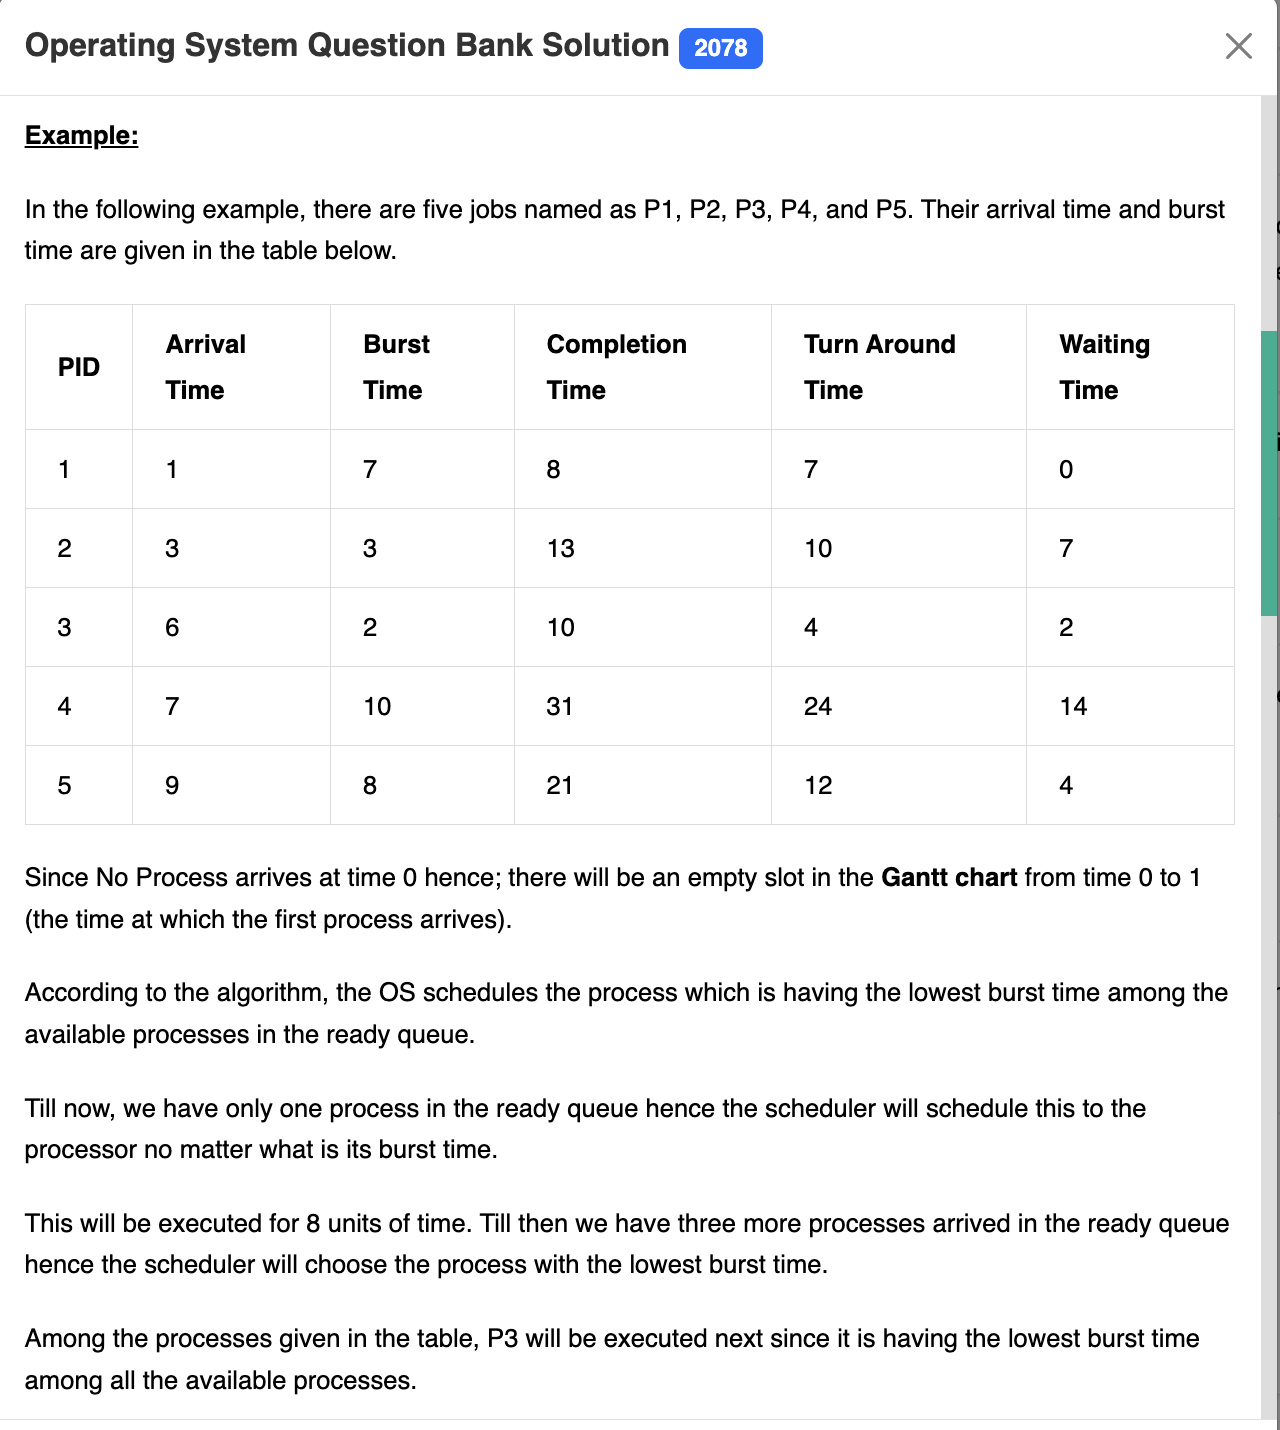 Operating System Question Bank Solution 2078
Example:
In the following example, there are five jobs named as P1, P2, P3, P4, and P5. Their arrival time and burst
time are given in the table below.
PID Arrival Time Burst Time Completion Time Turn Around Time Waiting Time
1 1 7 8 7 0
2 3 3 13 10 7
3 6 2 10 4 2
4 7 10 31 24 14
5 9 8 21 12 4
Since No Process arrives at time 0 hence; there will be an empty slot in the Gantt chart from time 0 to 1
(the time at which the first process arrives).
According to the algorithm, the OS schedules the process which is having the lowest burst time among the
available processes in the ready queue.
Till now, we have only one process in the ready queue hence the scheduler will schedule this to the
processor no matter what is its burst time.
This will be executed for 8 units of time. Till then we have three more processes arrived in the ready queue
hence the scheduler will choose the process with the lowest burst time.
Among the processes given in the table, P3 will be executed next since it is having the lowest burst time
among all the available processes.